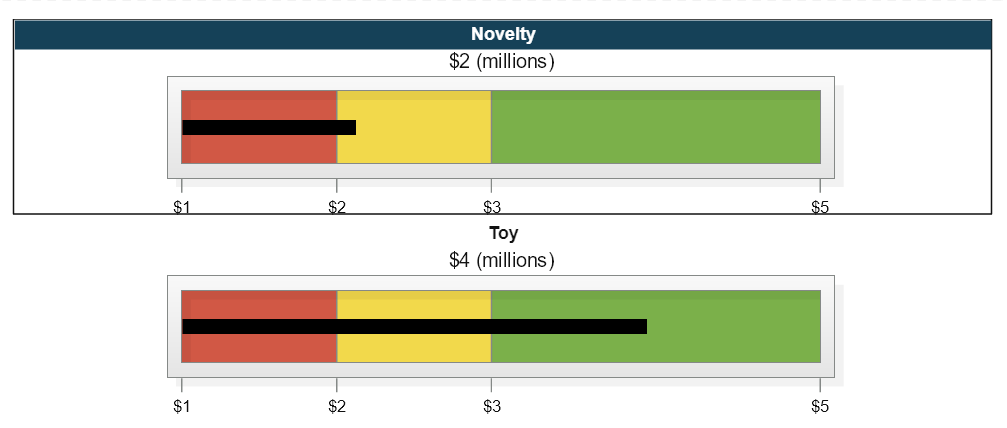 Novelty
$2 (millions)
$1 $2 $3 $5
Toy
$4 (millions)
$1 $2 $3 $5